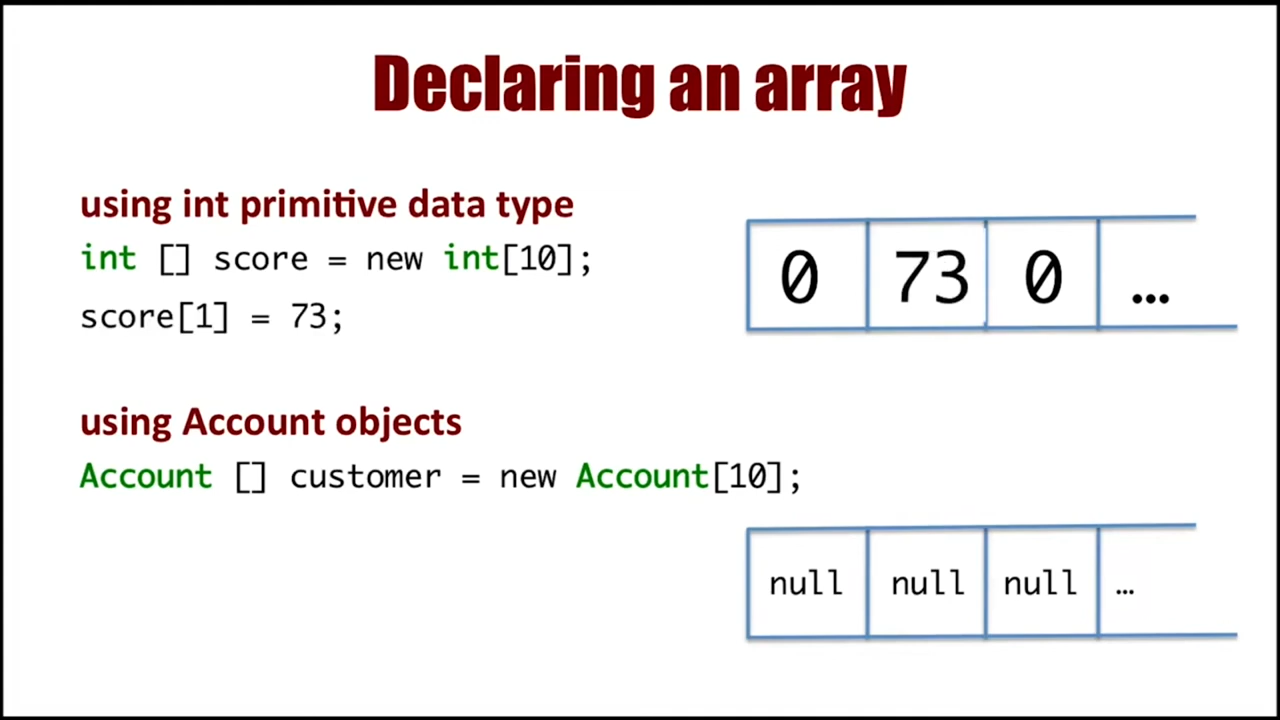 Declaring an array
using int primitive data type
int [] score = new int[10];
score[1] = 73;
0 73 0 …
using Account objects
Account [] customer = new Account[10];
null null null …